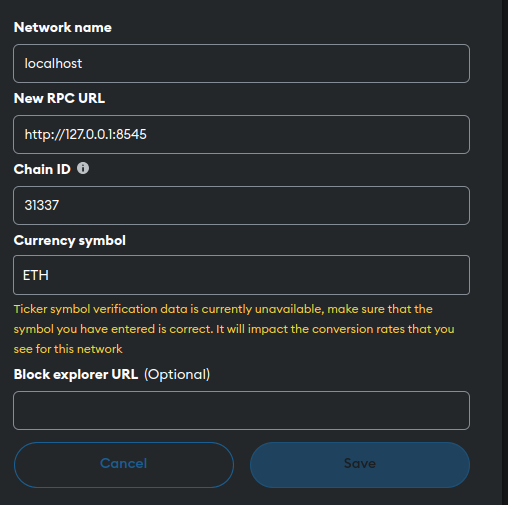 Network name
localhost
New RPC URL
http://127.0.0.1:8545
Chain ID
31337
Currency symbol
ETH
Ticker symbol verification data is currently unavailable, make sure that the
symbol you have entered is correct. It will impact the conversion rates that you
see for this network
Block explorer URL (Optional)
Cancel
Save